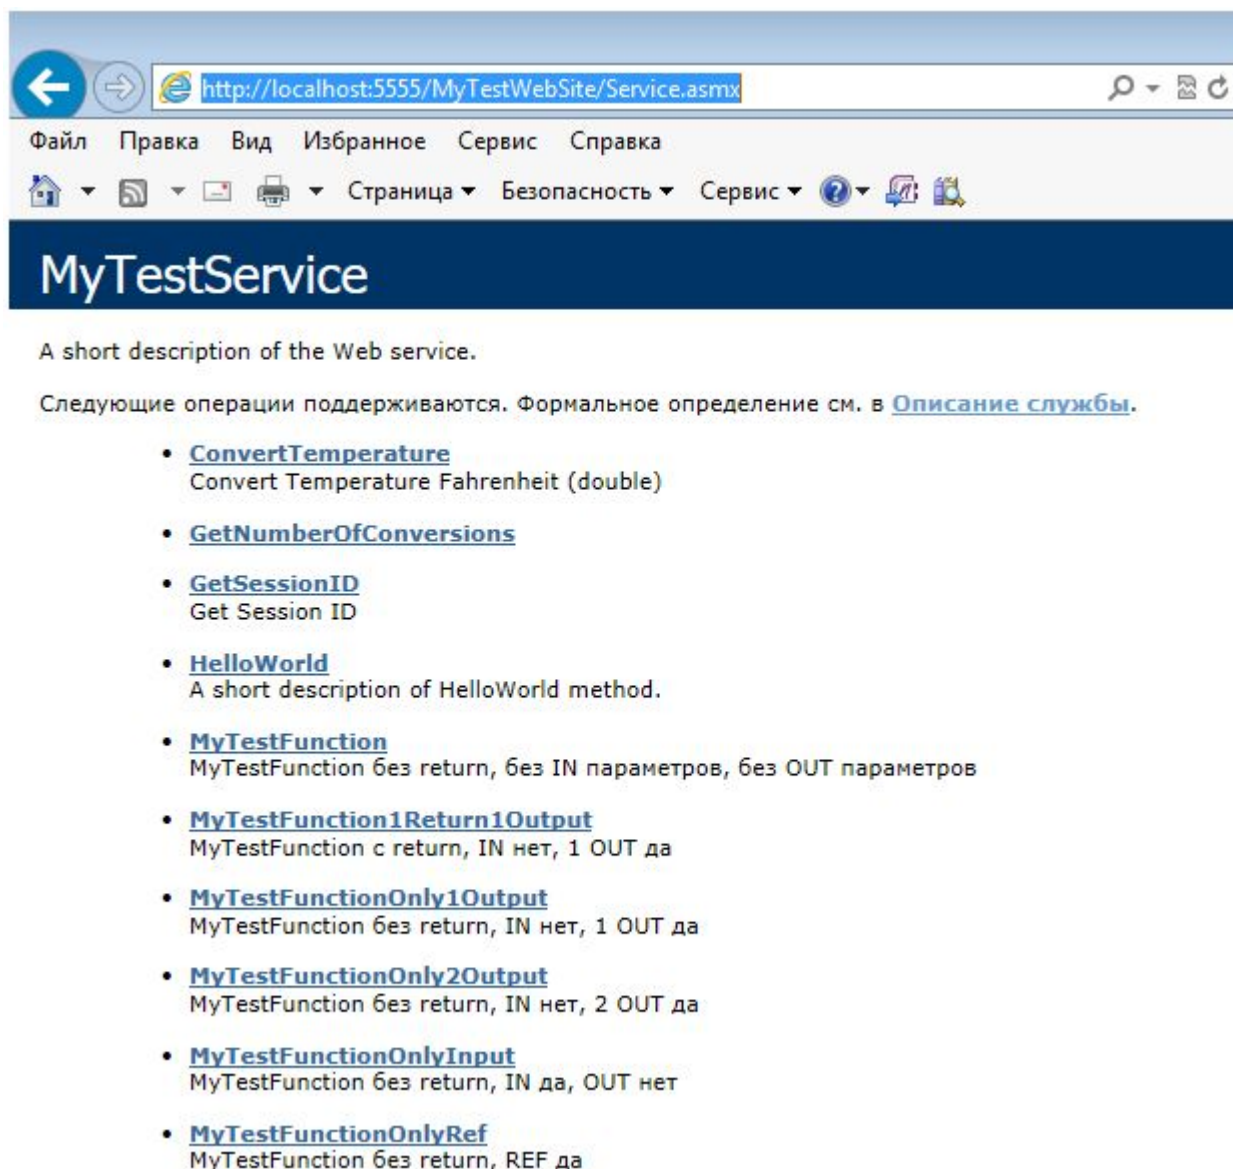 http://localhost:5555/MyTestWebSite/Service.asmx
Файл Правка Вид Избранное Сервис Справка
Страница Безопасность Сервис
MyTestService
A short description of the Web service.
Следующие операции поддерживаются. Формальное определение см. в Описание службы.
ConvertTemperature
Convert Temperature Fahrenheit (double)
GetNumberOfConversions
GetSessionID
Get Session ID
HelloWorld
A short description of HelloWorld method.
MyTestFunction
MyTestFunction без return, без IN параметров, без OUT параметров
MyTestFunction1Return1Output
MyTestFunction с return, IN нет, 1 OUT да
MyTestFunctionOnly1Output
MyTestFunction без return, IN нет, 1 OUT да
MyTestFunctionOnly2Output
MyTestFunction без return, IN нет, 2 OUT да
MyTestFunctionOnlyInput
MyTestFunction без return, IN да, OUT нет
MyTestFunctionOnlyRef
MyTestFunction без return, REF да